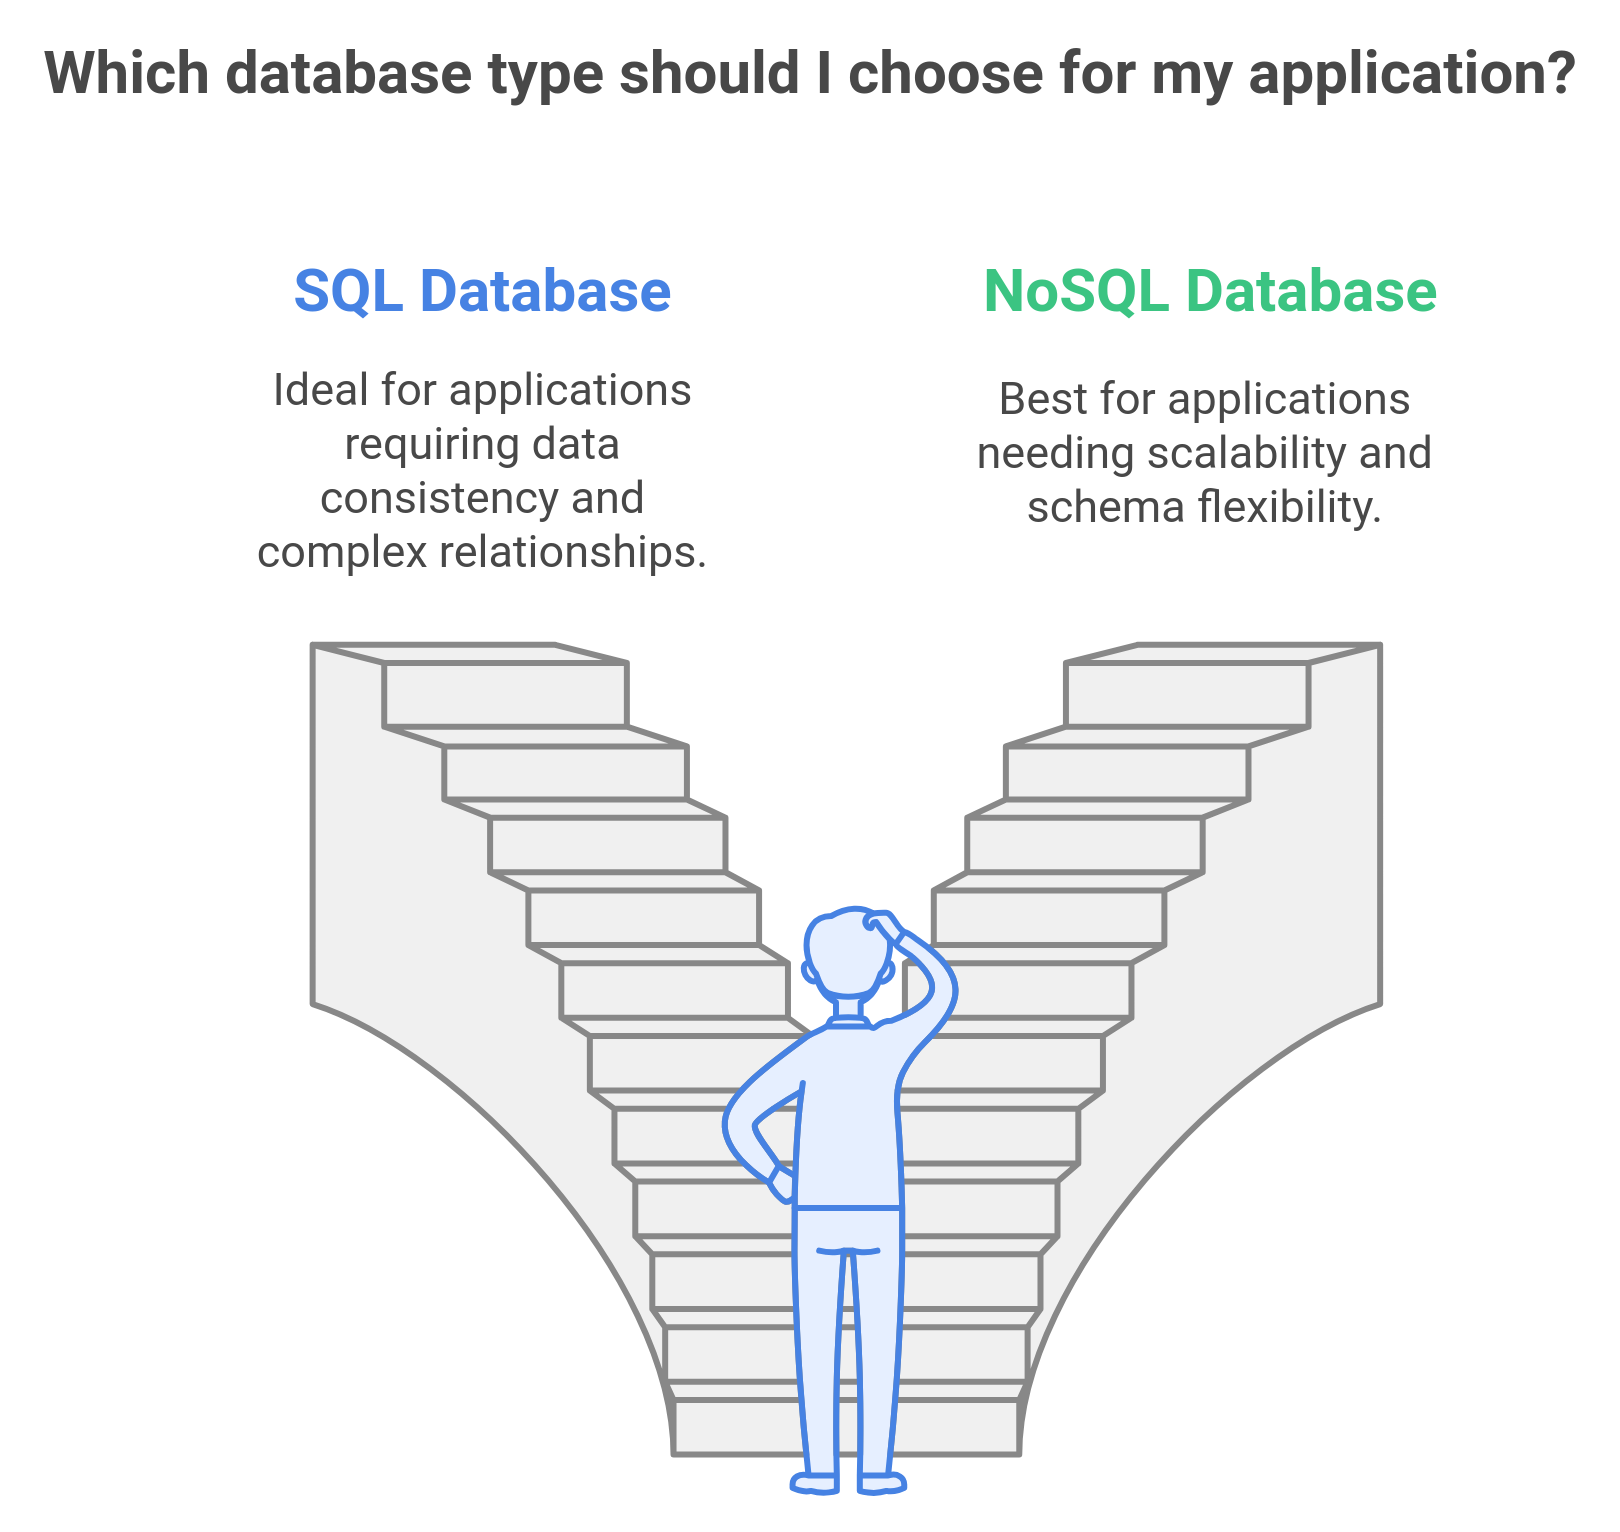 Which database type should I choose for my application?
SQL Database
Ideal for applications
requiring data
consistency and
complex relationships.
NoSQL Database
Best for applications
needing scalability and
schema flexibility.